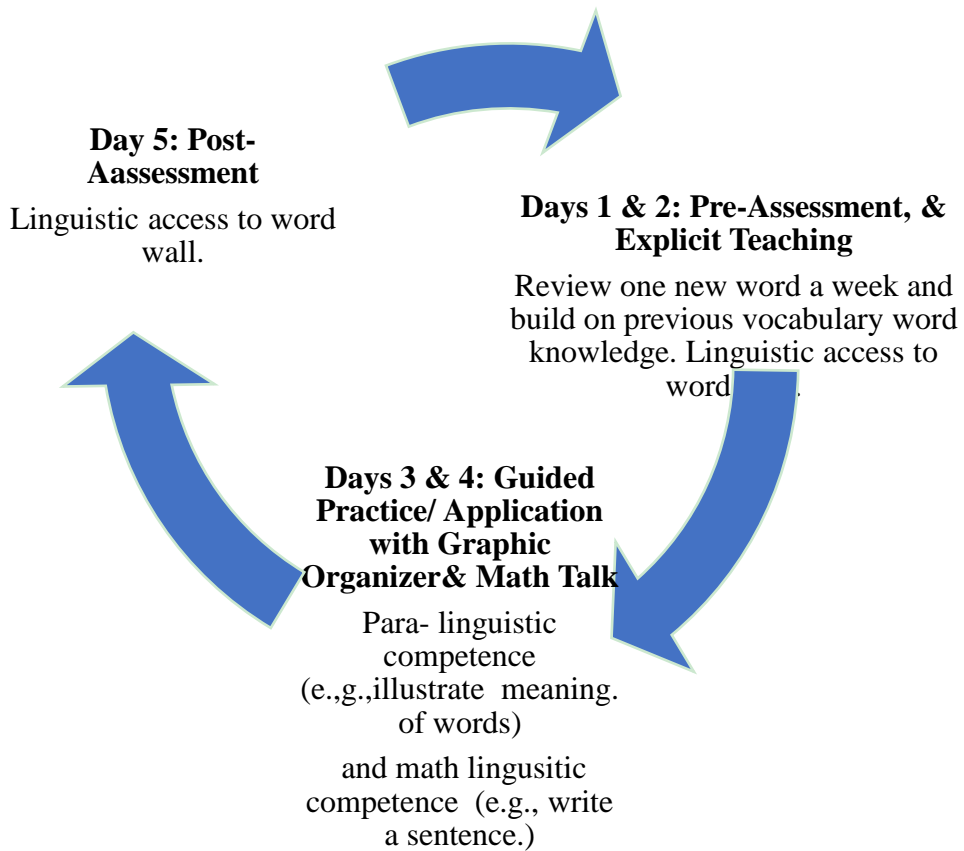 Day 5: Post-
Aassessment
Linguistic access to word
wall.
Days 1 & 2: Pre-Assessment, &
Explicit Teaching
Review one new word a week and
build on previous vocabulary word
knowledge. Linguistic access to
word
Days 3 & 4: Guided
Practice/ Application
with Graphic
Organizer& Math Talk
Para- linguistic
competence
(e.,g.,illustrate meaning.
of words)
and math lingusitic
competence (e.g., write
a sentence.)